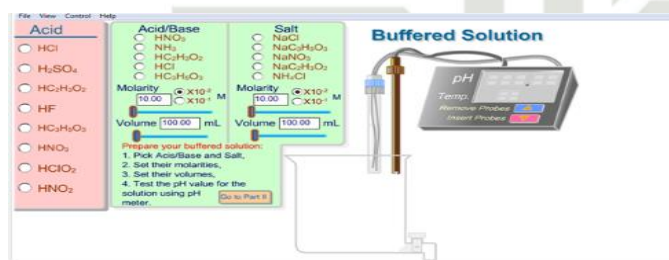 File View Control Help
Acid
HCl
H₂SO₄
HC₂H₃O₂
HF
HC₃H₅O₃
HNO₃
HClO₂
HNO₂
Acid/Base
HNO₃
NH₃
HC₂H₃O₂
HCl
HC₃H₅O₃
Molarity
10.00 X10⁻² M
X10⁻¹
Volume 100.00 mL
Salt
NaCl
NaC₃H₅O₃
NaNO₃
NaC₂H₃O₂
NH₄Cl
Molarity
10.00 X10⁻² M
X10⁻¹
Volume 100.00 mL
Prepare your buffered solution:
1. Pick Acis/Base and Salt,
2. Set their molarities,
3. Set their volumes,
4. Test the pH value for the
solution using pH
meter.
Go to Part II
Buffered Solution
pH
Temp.
Remove Probes
Insert Probes